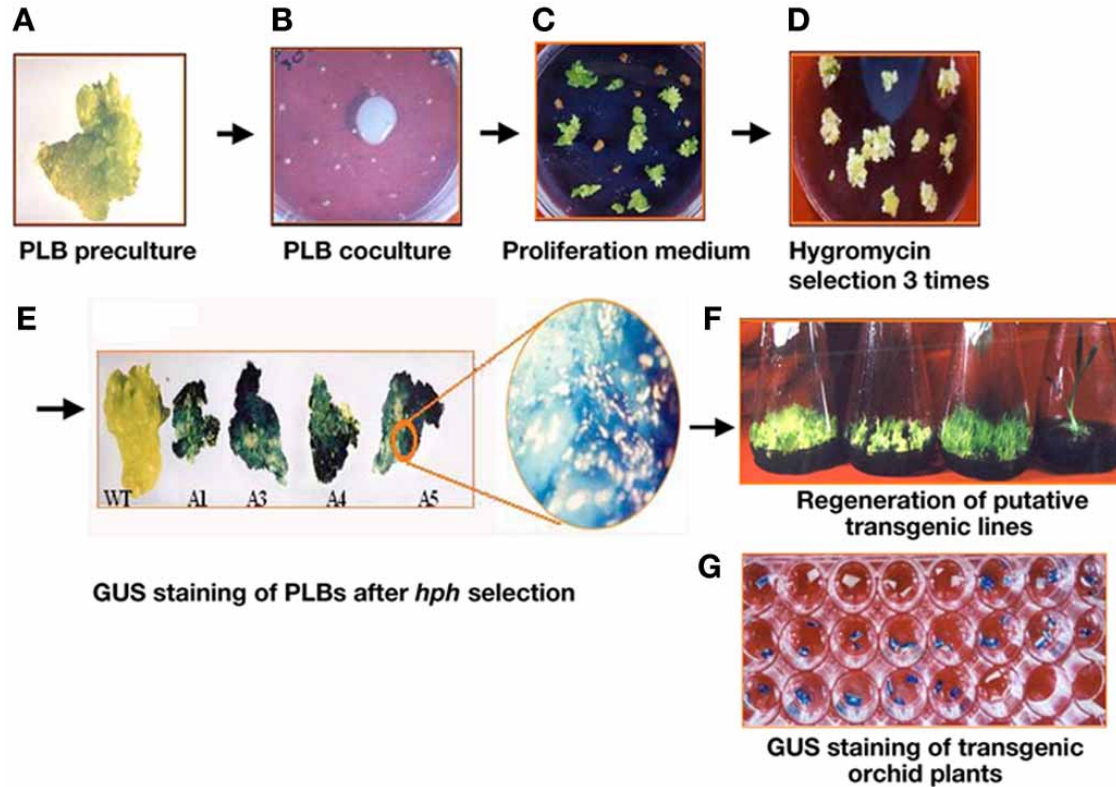 A
B
C
D
PLB preculture
PLB coculture
Proliferation medium
Hygromycin
selection 3 times
E
WT A1 A3 A4 A5
GUS staining of PLBs after hph selection
F
Regeneration of putative
transgenic lines
G
GUS staining of transgenic
orchid plants